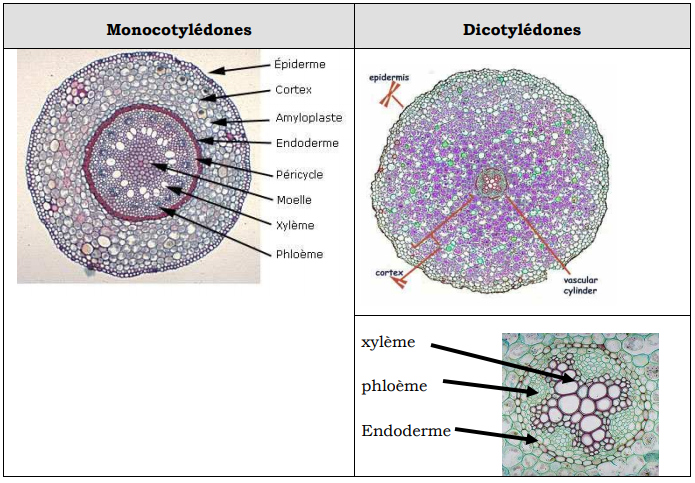 Monocotylédones
Dicotylédones
Épiderme
Cortex
Amyloplaste
Endoderme
Péricycle
Moelle
Xylème
Phloème
epidermis
cortex
vascular
cylinder
xylème
phloème
Endoderme